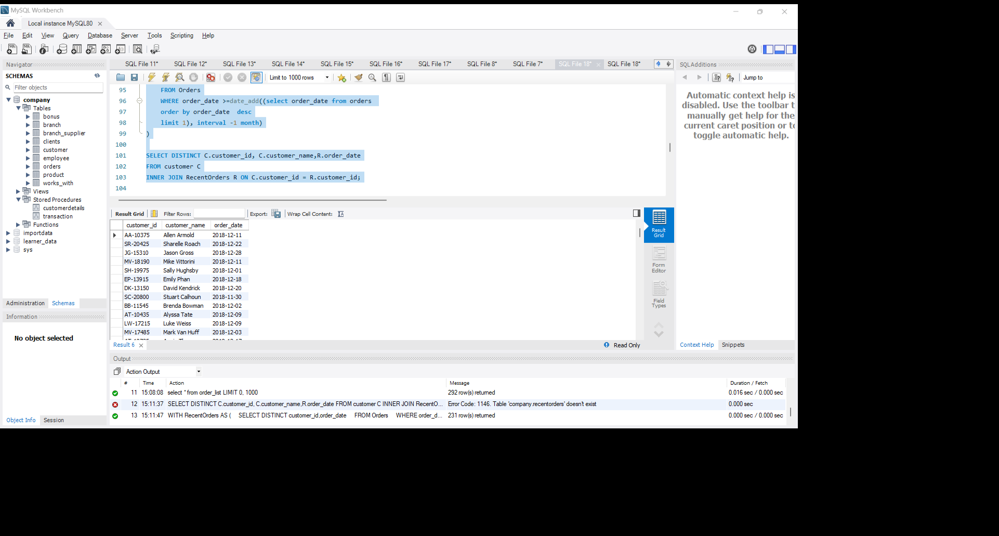 MySQL Workbench
Local instance MySQL80
File Edit View Query Database Server Tools Scripting Help
Navigator
SCHEMAS
Filter objects
company
Tables
bonus
branch
branch_supplier
clients
customer
employee
orders
product
works_with
Views
Stored Procedures
customerdetails
transaction
Functions
importdata
learner_data
sys
Administration Schemas
Information
No object selected
Object Info Session
SQL File 11* SQL File 12* SQL File 13* SQL File 14* SQL File 15* SQL File 16* SQL File 17* SQL File 8* SQL File 7* SQL File 18* SQL File 18*
Limit to 1000 rows
95 FROM Orders
96 WHERE order_date >=date_add((select order_date from orders
97 order by order_date desc
98 limit 1), interval -1 month)
99 )
100
101 SELECT DISTINCT C.customer_id, C.customer_name,R.order_date
102 FROM customer C
103 INNER JOIN RecentOrders R ON C.customer_id = R.customer_id;
104
Result Grid Filter Rows: Export: Wrap Cell Content:
customer_id customer_name order_date
AA-10375 Allen Armold 2018-12-11
SR-20425 Sharelle Roach 2018-12-22
JG-15310 Jason Gross 2018-12-28
MV-18190 Mike Vittorini 2018-12-11
SH-19975 Sally Hughsby 2018-12-01
EP-13915 Emily Phan 2018-12-18
DK-13150 David Kendrick 2018-12-20
SC-20800 Stuart Calhoun 2018-11-30
BB-11545 Brenda Bowman 2018-12-02
AT-10435 Alyssa Tate 2018-12-09
LW-17215 Luke Weiss 2018-12-09
MV-17485 Mark Van Huff 2018-12-03
Result
Grid
Form
Editor
Field
Types
Result 6 Read Only
SQLAdditions
Jump to
Automatic context help is
disabled. Use the toolbar t
manually get help for the
current caret position or to
toggle automatic help.
Context Help Snippets
Output
Action Output
# Time Action Message Duration / Fetch
11 15:08:08 select * from order_list LIMIT 0, 1000 292 row(s) returned 0.016 sec / 0.000 sec
12 15:11:37 SELECT DISTINCT C.customer_id, C.customer_name,R.order_date FROM customer C INNER JOIN RecentO... Error Code: 1146. Table 'company.recentorders' doesn't exist 0.000 sec
13 15:11:47 WITH RecentOrders AS ( SELECT DISTINCT customer_id,order_date FROM Orders WHERE order_d... 231 row(s) returned 0.000 sec / 0.000 sec